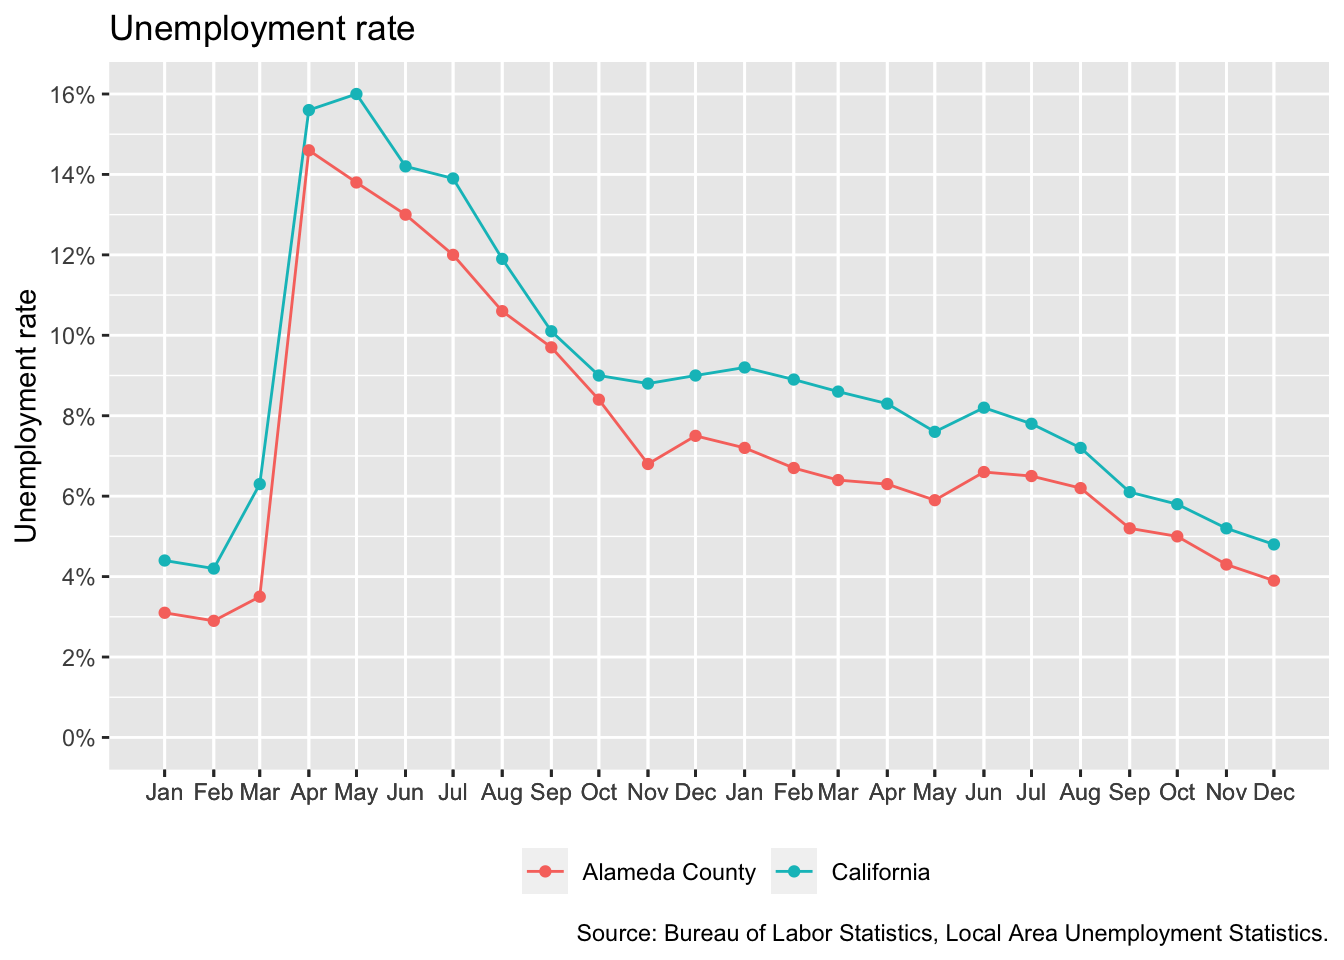 Unemployment rate
Unemployment rate
16%
14%
12%
10%
8%
6%
4%
2%
0%
Jan Feb Mar Apr May Jun Jul Aug Sep Oct Nov Dec Jan Feb Mar Apr May Jun Jul Aug Sep Oct Nov Dec
Alameda County California
Source: Bureau of Labor Statistics, Local Area Unemployment Statistics.